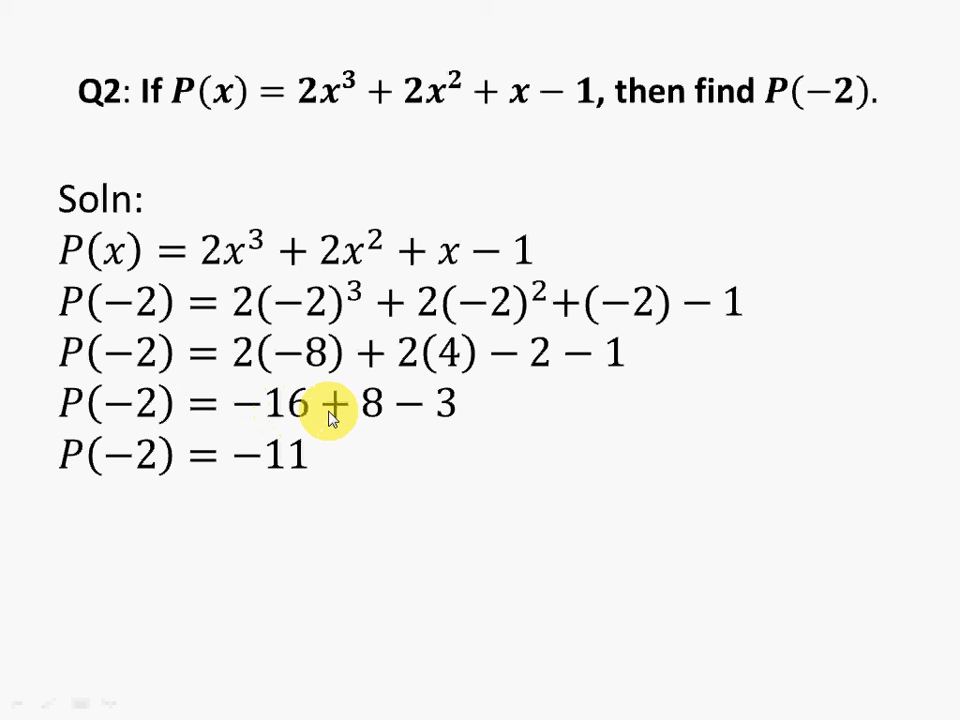 Q2: If P(x) = 2x³ + 2x² + x − 1, then find P(−2).
Soln:
P(x) = 2x³ + 2x² + x − 1
P(−2) = 2(−2)³ + 2(−2)²+(−2) − 1
P(−2) = 2(−8) + 2(4) − 2 − 1
P(−2) = −16 + 8 − 3
P(−2) = −11